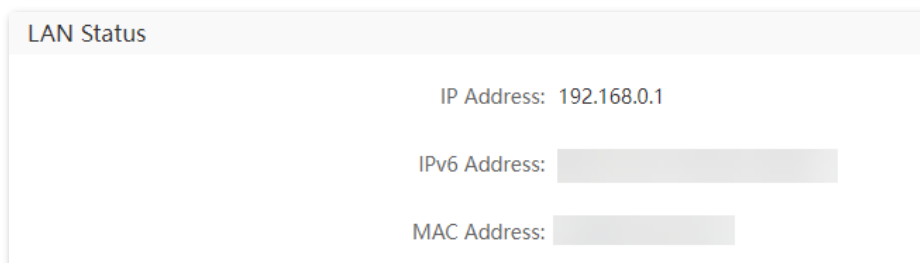 LAN Status
IP Address: 192.168.0.1
IPv6 Address:
MAC Address: